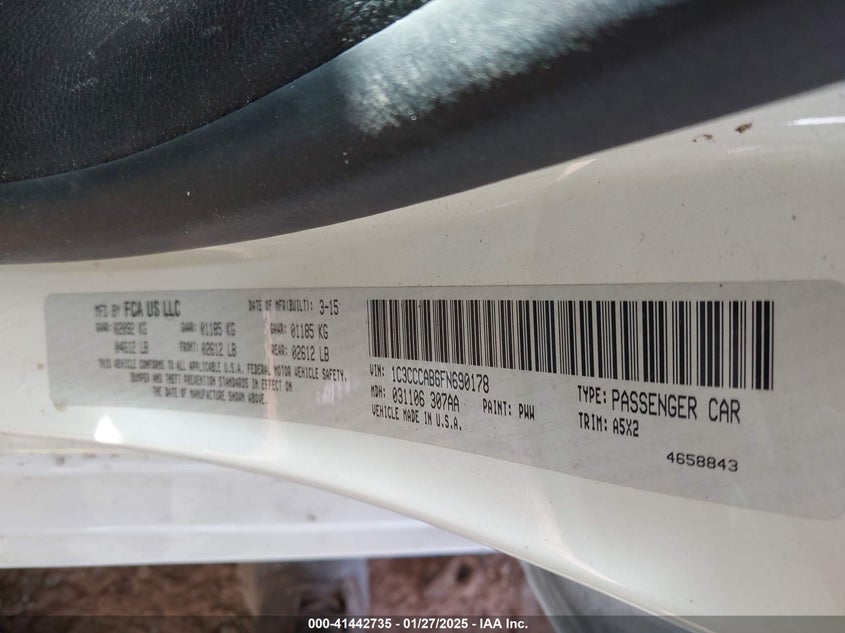 MFD BY FCA US LLC DATE OF MFR(BUILT): 3-15
GVWR: 02092 KG GAWR: 01185 KG GAWR: 01185 KG
04612 LB FRONT: 02612 LB REAR: 02612 LB
THIS VEHICLE CONFORMS TO ALL APPLICABLE U.S. FEDERAL MOTOR VEHICLE SAFETY,
BUMPER AND THEFT PREVENTION STANDARDS IN EFFECT ON
THE DATE OF MANUFACTURE SHOWN ABOVE.
VIN: 1C3CCCAB6FN690178
MDH: 031106 307AA PAINT: PWW
VEHICLE MADE IN U.S.A.
TYPE: PASSENGER CAR
TRIM: A5X2
4658843
000-41442735 - 01/27/2025 - IAA Inc.